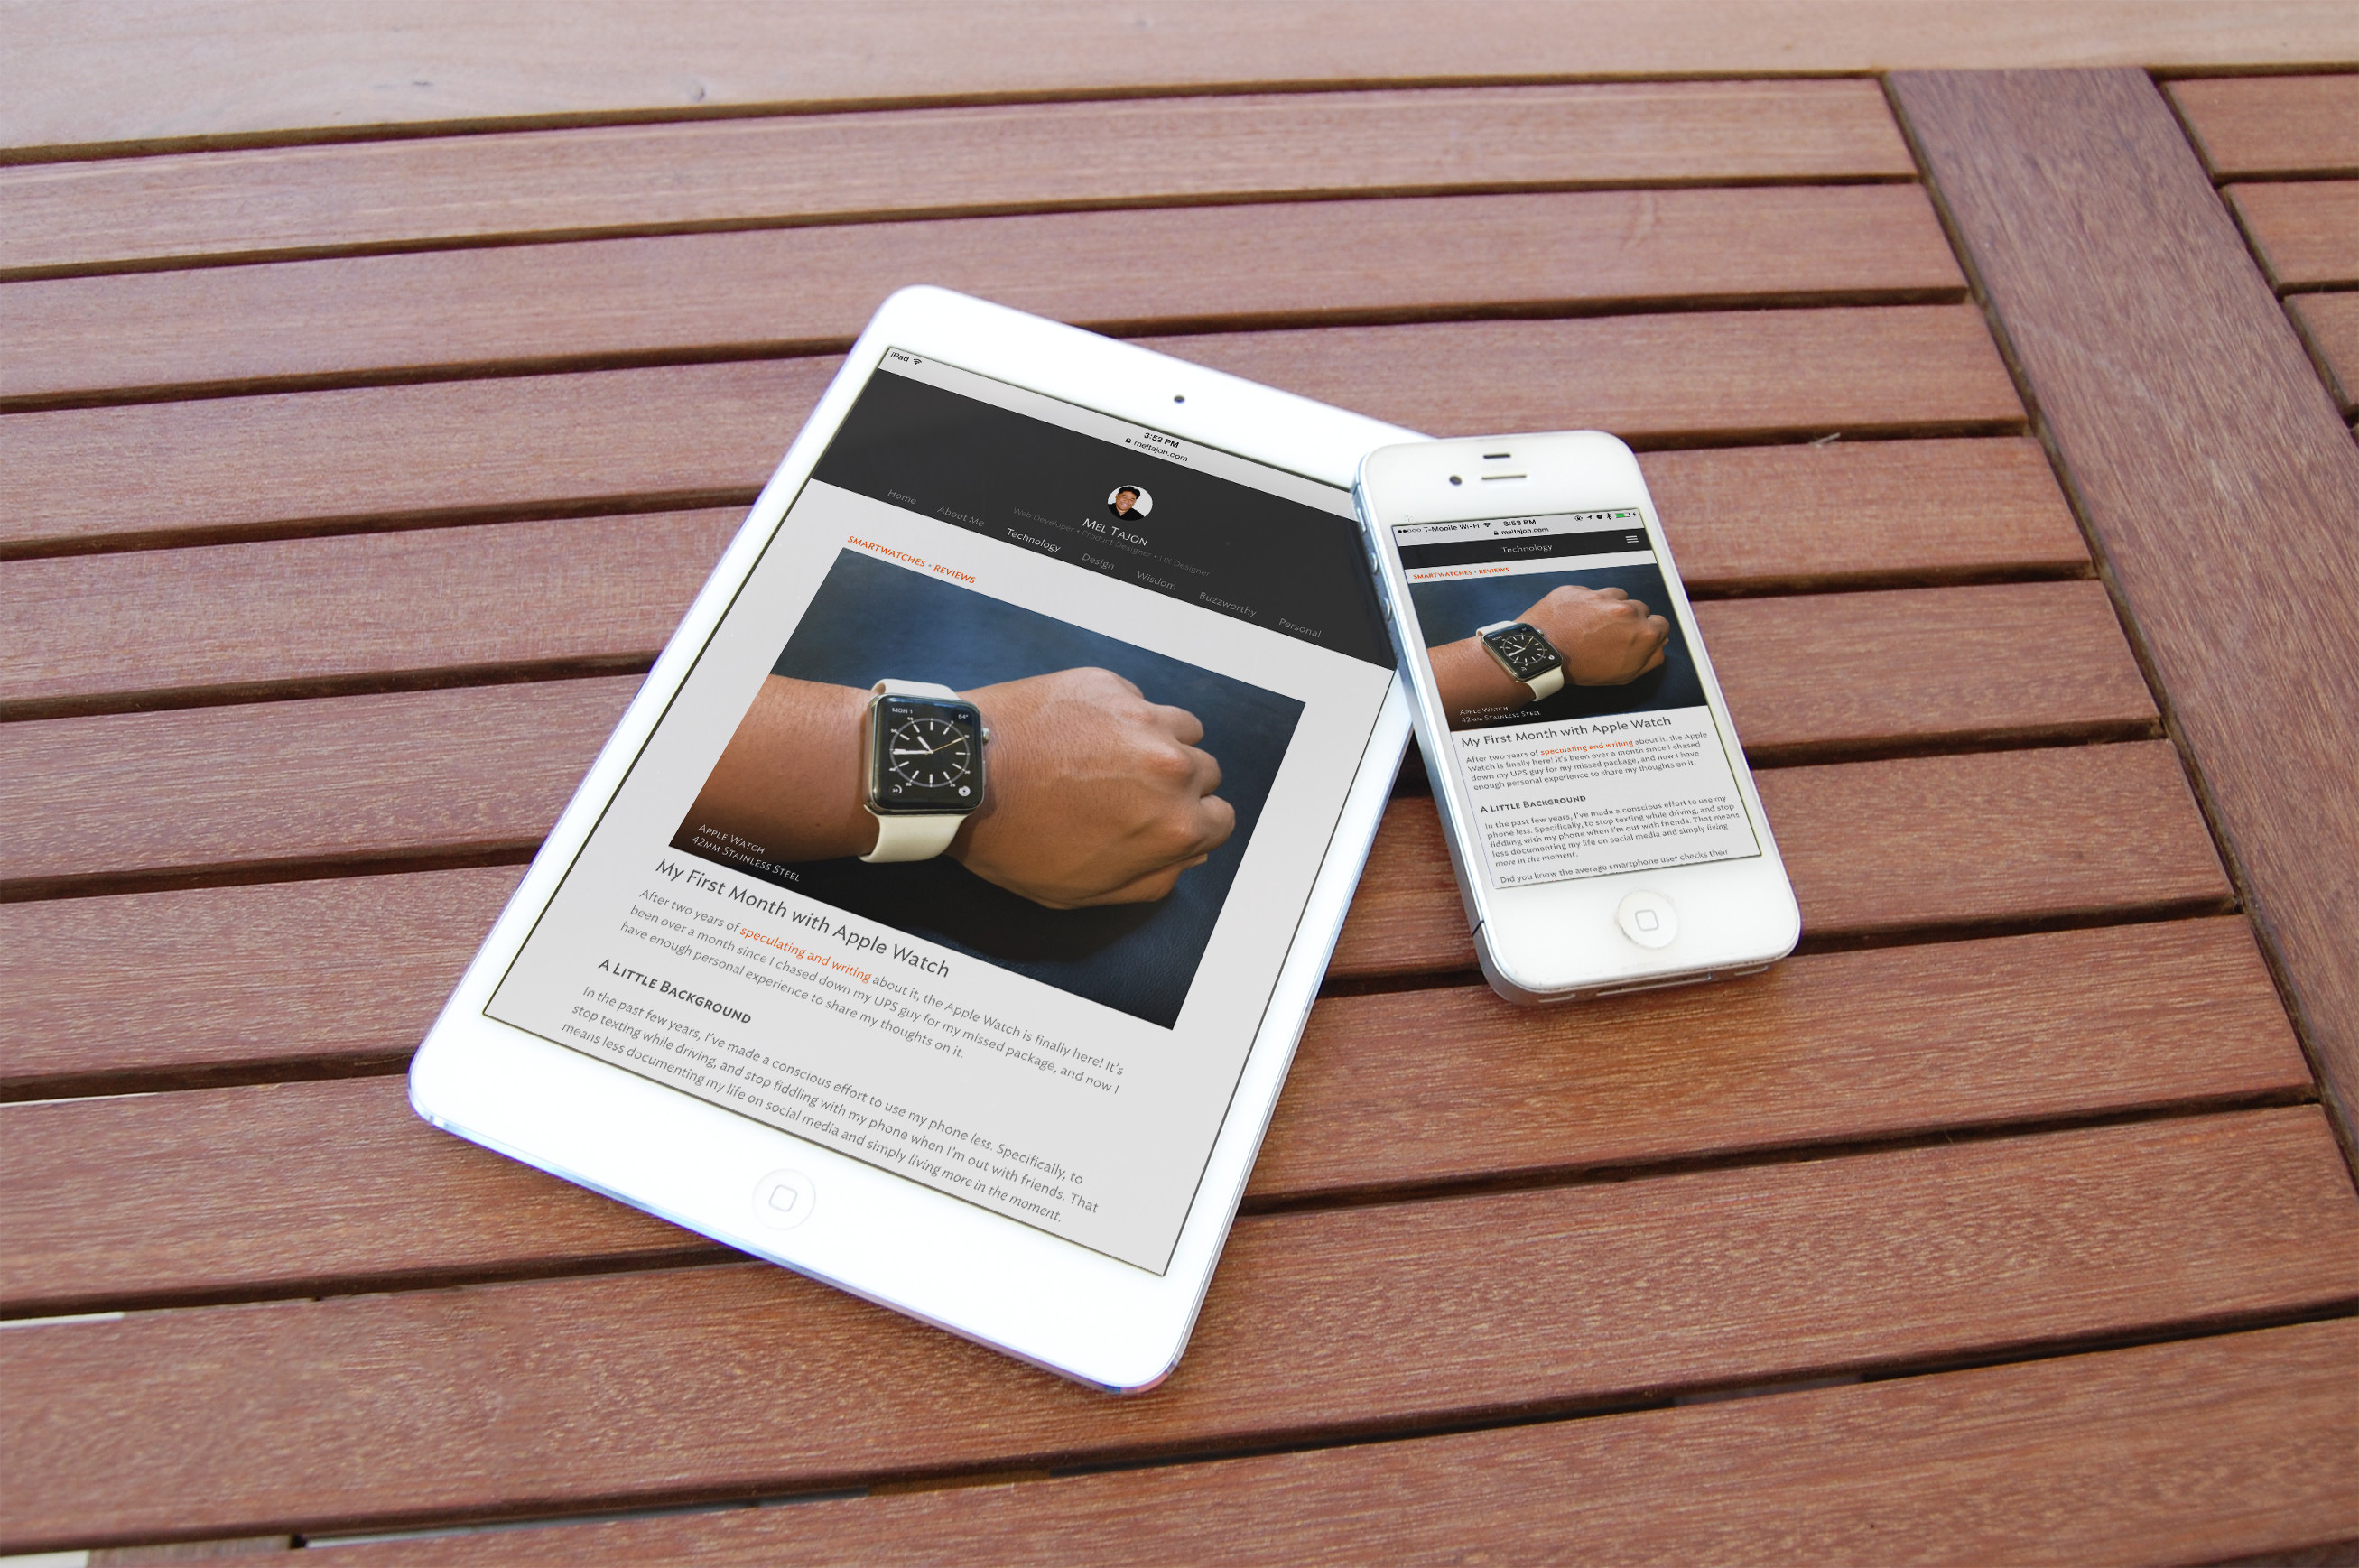 iPad
3:52 PM
meltajon.com
Mel Tajon
Web Developer • Product Designer • UX Designer
Home About Me Technology Design Wisdom Buzzworthy Personal
SMARTWATCHES • REVIEWS
MON 1 64°
Apple Watch
42mm Stainless Steel
My First Month with Apple Watch
After two years of speculating and writing about it, the Apple Watch is finally here! It's
been over a month since I chased down my UPS guy for my missed package, and now I
have enough personal experience to share my thoughts on it.
A Little Background
In the past few years, I've made a conscious effort to use my phone less. Specifically, to
stop texting while driving, and stop fiddling with my phone when I'm out with friends. That
means less documenting my life on social media and simply living more in the moment.
T-Mobile Wi-Fi 3:53 PM
meltajon.com
Technology
SMARTWATCHES • REVIEWS
Apple Watch
42mm Stainless Steel
My First Month with Apple Watch
After two years of speculating and writing about it, the Apple
Watch is finally here! It's been over a month since I chased
down my UPS guy for my missed package, and now I have
enough personal experience to share my thoughts on it.
A Little Background
In the past few years, I've made a conscious effort to use my
phone less. Specifically, to stop texting while driving, and stop
fiddling with my phone when I'm out with friends. That means
less documenting my life on social media and simply living
more in the moment.
Did you know the average smartphone user checks their